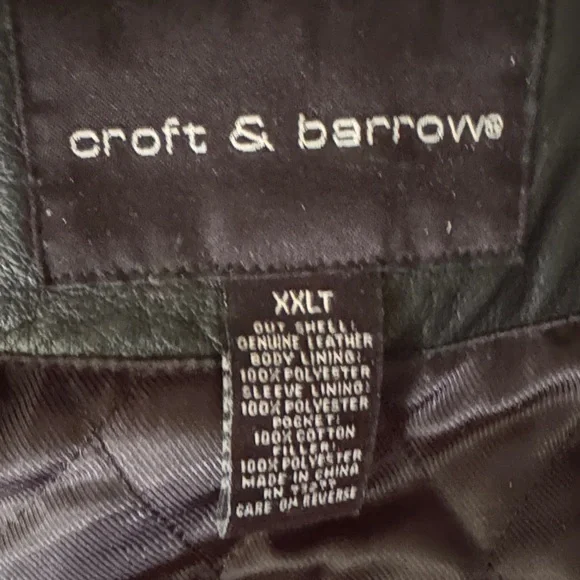 croft & barrow®
XXLT
OUT SHELL:
GENUINE LEATHER
BODY LINING:
100% POLYESTER
SLEEVE LINING:
100% POLYESTER
POCKET:
100% COTTON
FILLER:
100% POLYESTER
MADE IN CHINA
RN
CARE ON REVERSE